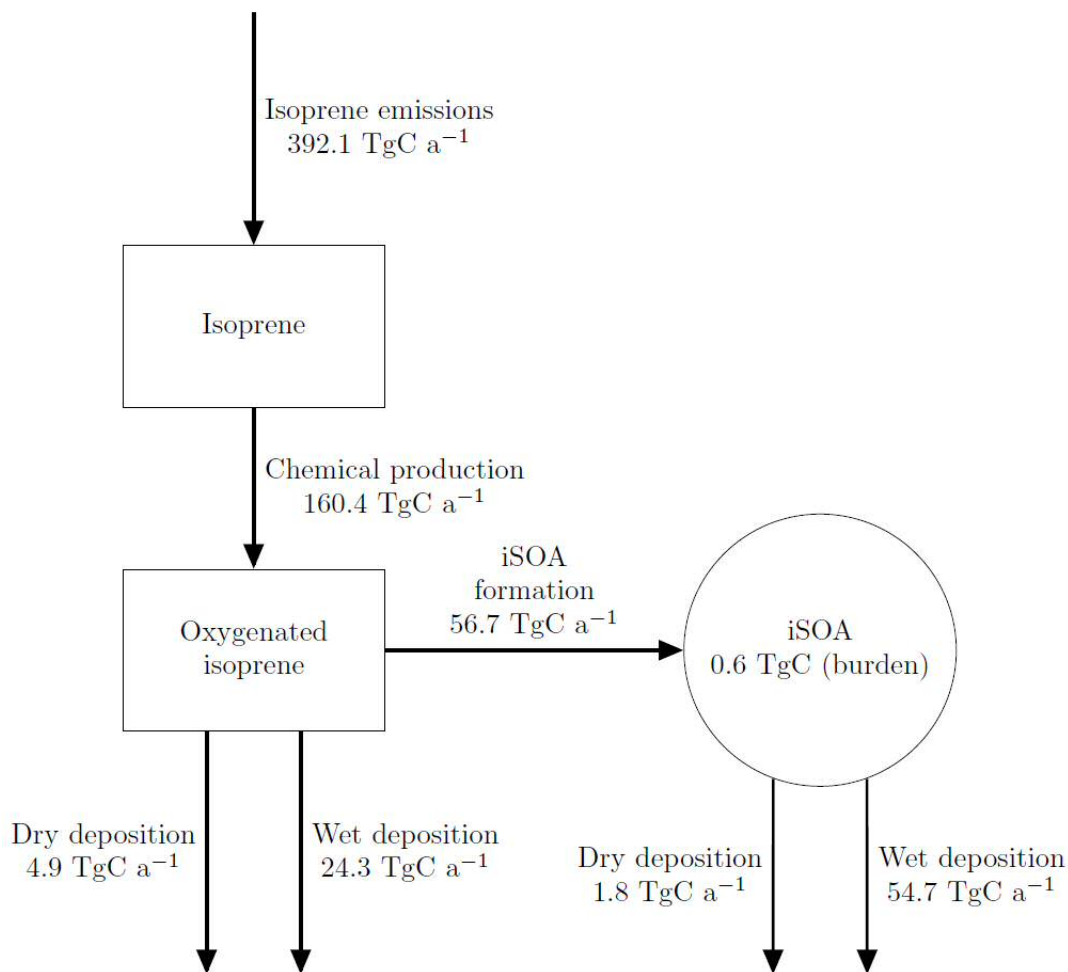 Isoprene emissions
392.1 TgC a⁻¹
Isoprene
Chemical production
160.4 TgC a⁻¹
iSOA
formation
56.7 TgC a⁻¹
Oxygenated
isoprene
iSOA
0.6 TgC (burden)
Dry deposition
4.9 TgC a⁻¹
Wet deposition
24.3 TgC a⁻¹
Dry deposition
1.8 TgC a⁻¹
Wet deposition
54.7 TgC a⁻¹